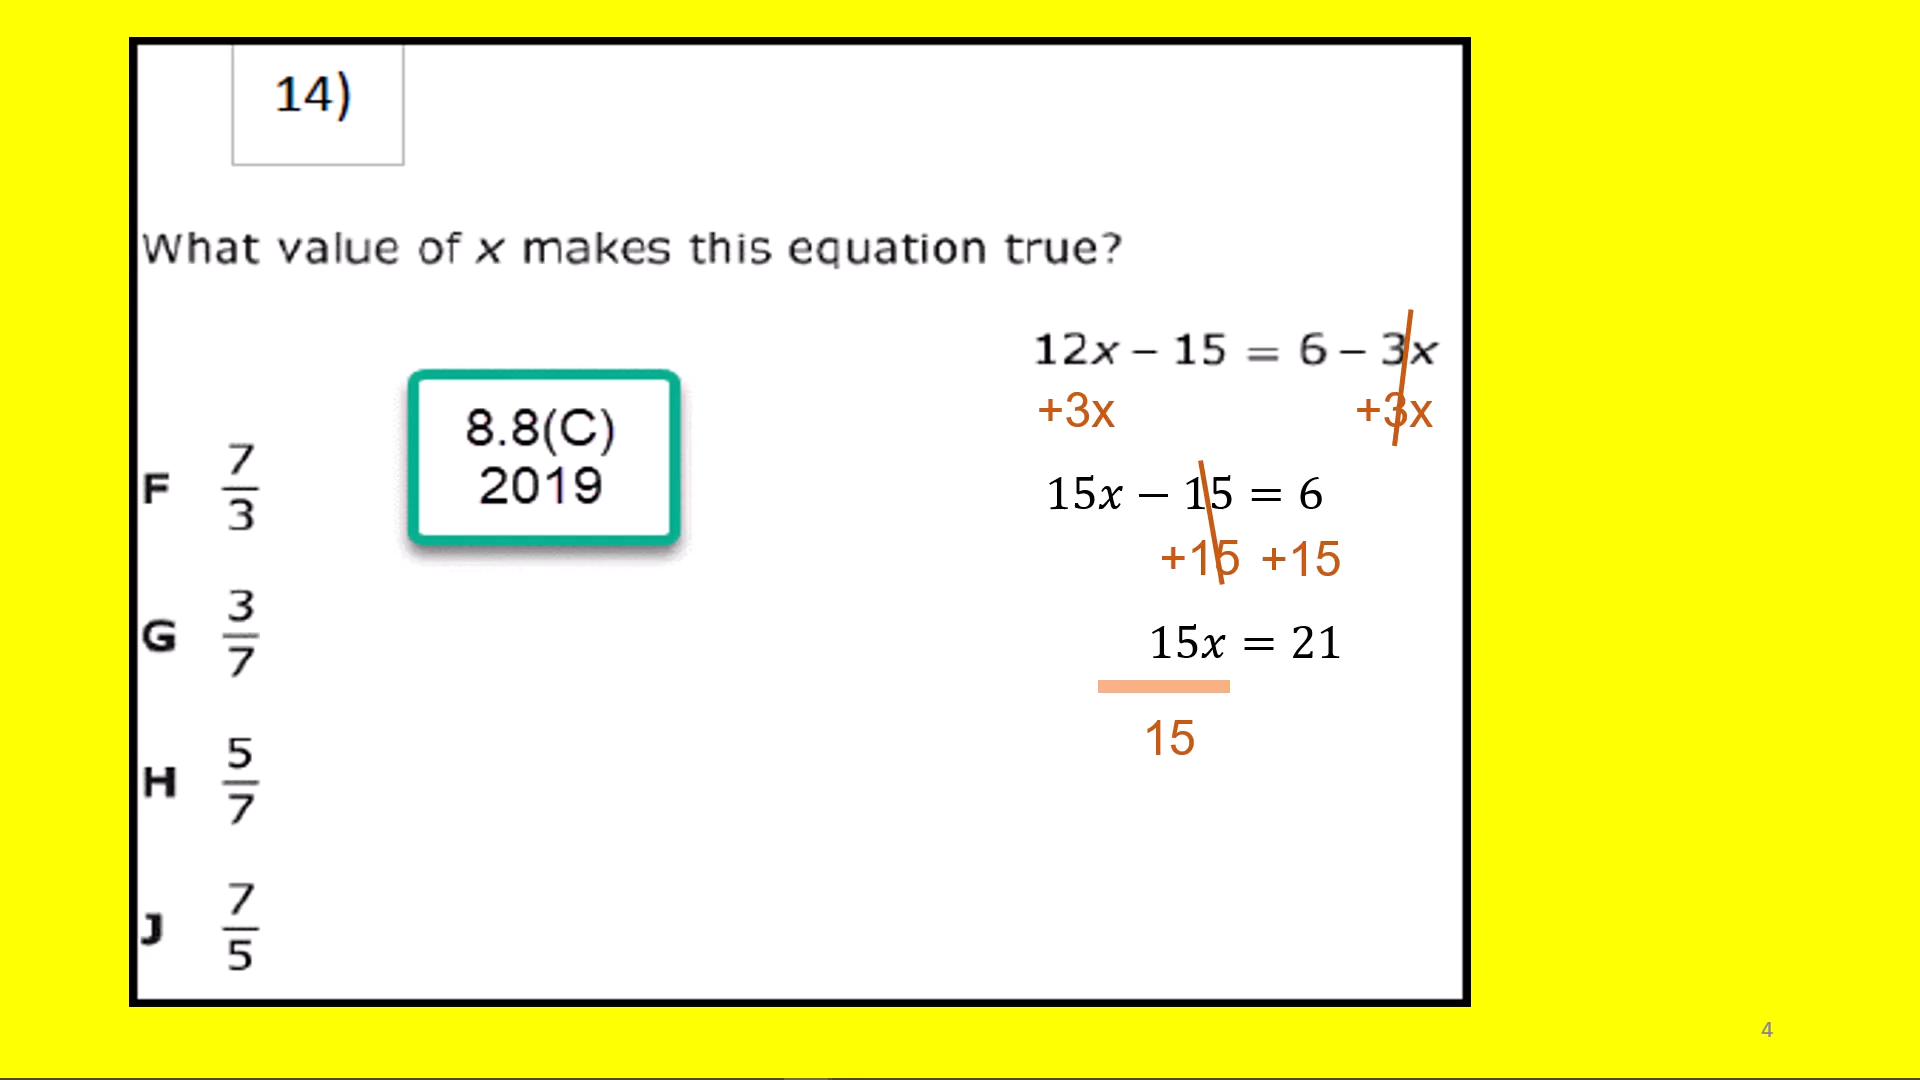 14)
What value of x makes this equation true?
12x – 15 = 6 – 3x
+3x +3x
8.8(C)
2019
15x − 15 = 6
+15 +15
15x = 21
15
F 7/3
G 3/7
H 5/7
J 7/5
4